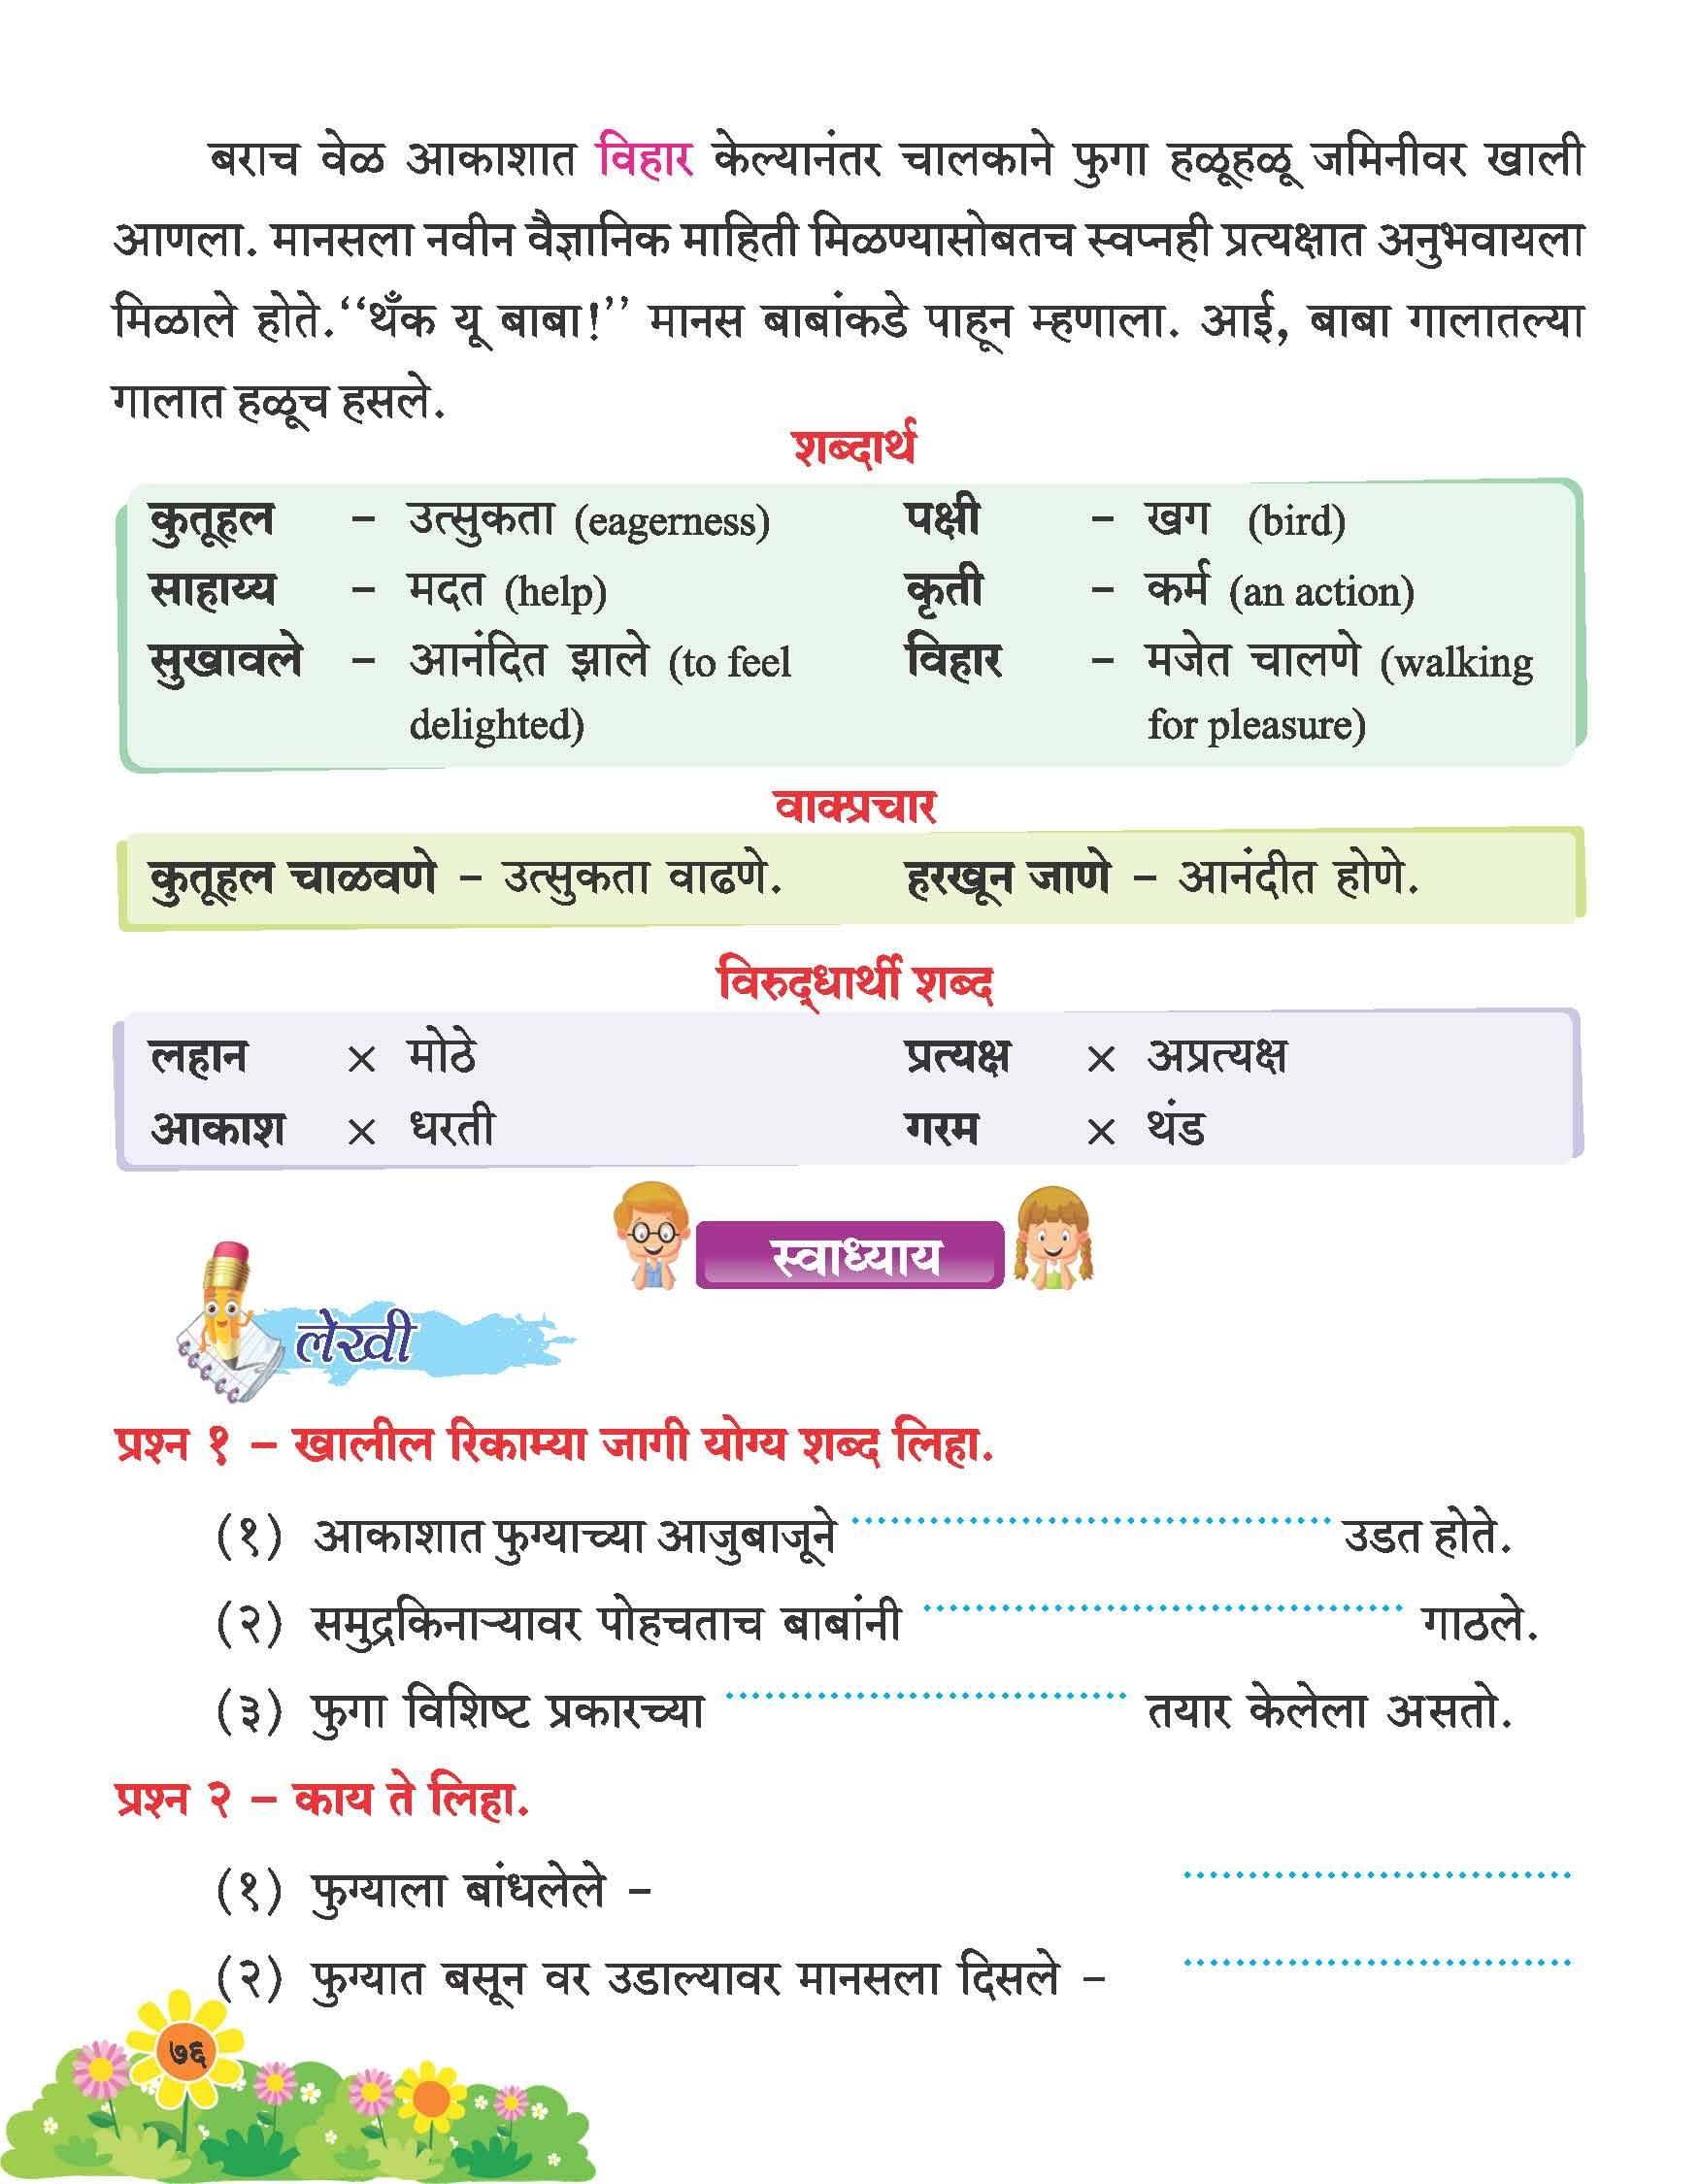 बराच वेळ आकाशात विहार केल्यानंतर चालकाने फुगा हळूहळू जमिनीवर खाली
आणला. मानसला नवीन वैज्ञानिक माहिती मिळण्यासोबतच स्वप्नही प्रत्यक्षात अनुभवायला
मिळाले होते.‘‘थँक यू बाबा!’’ मानस बाबांकडे पाहून म्हणाला. आई, बाबा गालातल्या
गालात हळूच हसले.
शब्दार्थ
कुतूहल – उत्सुकता (eagerness) पक्षी – खग (bird)
साहाय्य – मदत (help) कृती – कर्म (an action)
सुखावले – आनंदित झाले (to feel विहार – मजेत चालणे (walking
delighted) for pleasure)
वाक्प्रचार
कुतूहल चाळवणे – उत्सुकता वाढणे. हरखून जाणे – आनंदीत होणे.
विरुद्धार्थी शब्द
लहान × मोठे प्रत्यक्ष × अप्रत्यक्ष
आकाश × धरती गरम × थंड
स्वाध्याय
लेखी
प्रश्न १ – खालील रिकाम्या जागी योग्य शब्द लिहा.
(१) आकाशात फुग्याच्या आजुबाजूने ........................ उडत होते.
(२) समुद्रकिनाऱ्यावर पोहचताच बाबांनी ........................ गाठले.
(३) फुगा विशिष्ट प्रकारच्या ........................ तयार केलेला असतो.
प्रश्न २ – काय ते लिहा.
(१) फुग्याला बांधलेले – ........................
(२) फुग्यात बसून वर उडाल्यावर मानसला दिसले – ........................
७६